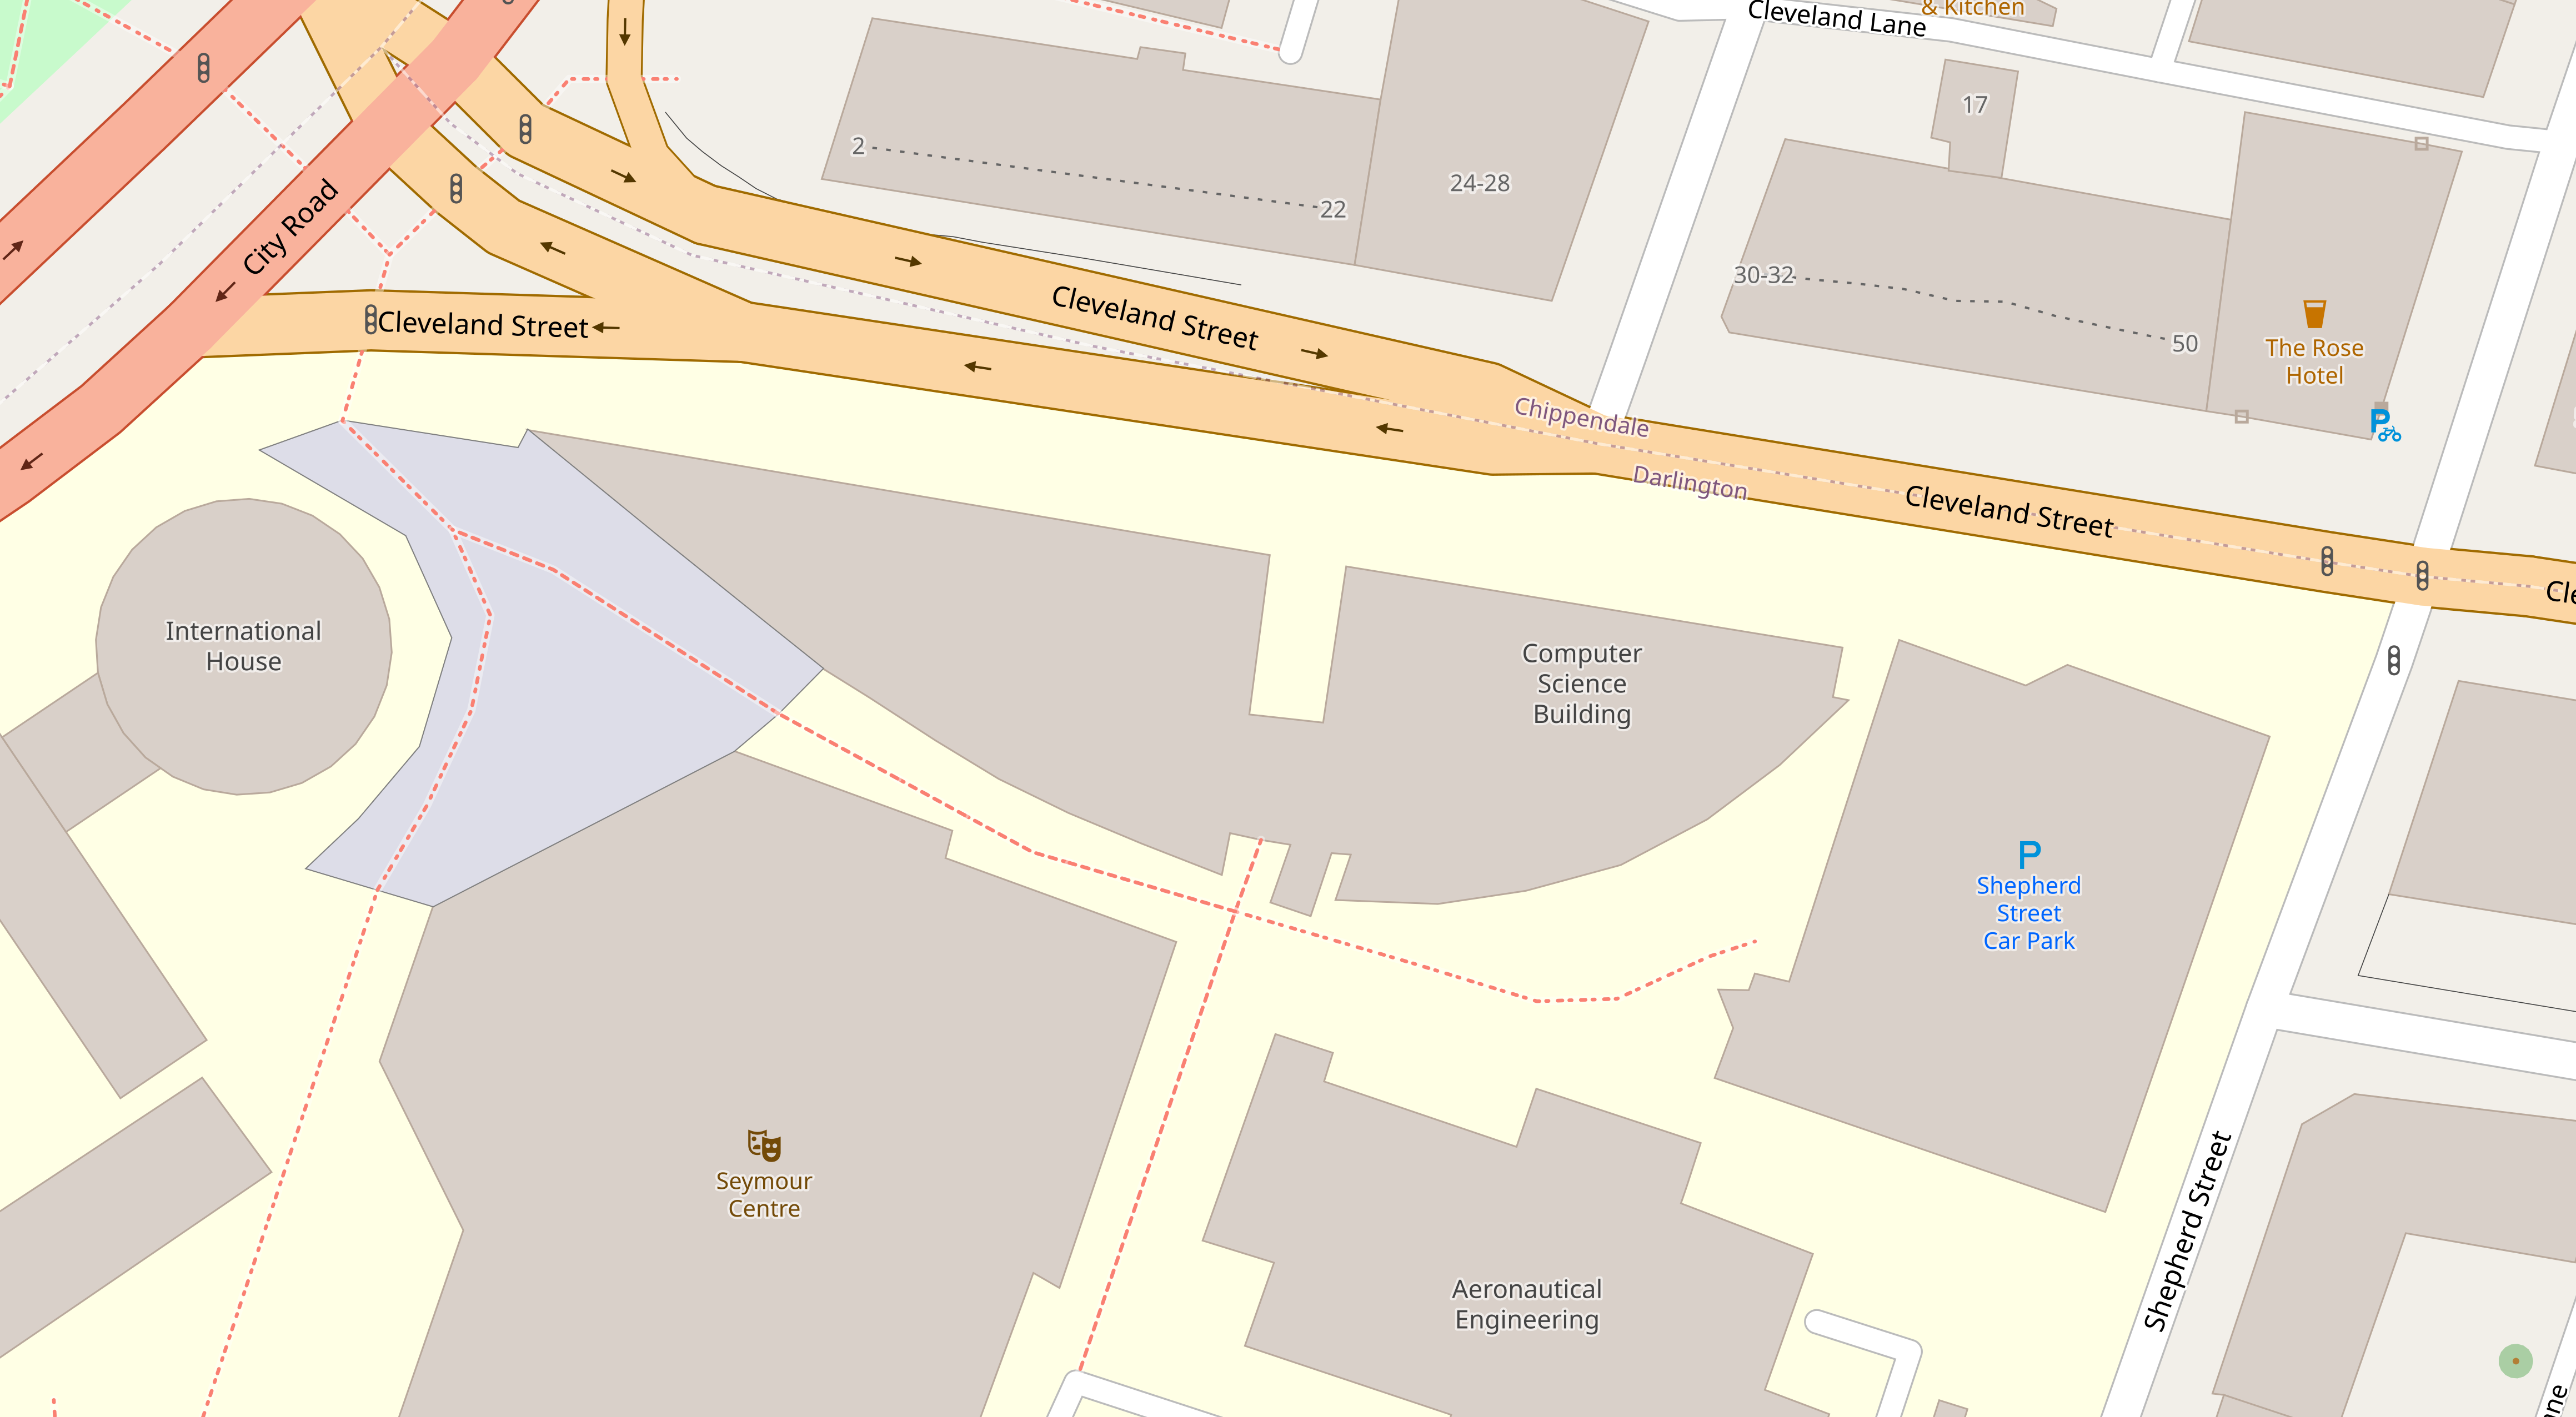 & Kitchen
Cleveland Lane
17
2
22
24-28
City Road
30-32
50
The Rose
Hotel
Cleveland Street
Cleveland Street
Chippendale
Darlington
Cleveland Street
International
House
Computer
Science
Building
P
P
Shepherd
Street
Car Park
Seymour
Centre
Aeronautical
Engineering
Shepherd Street